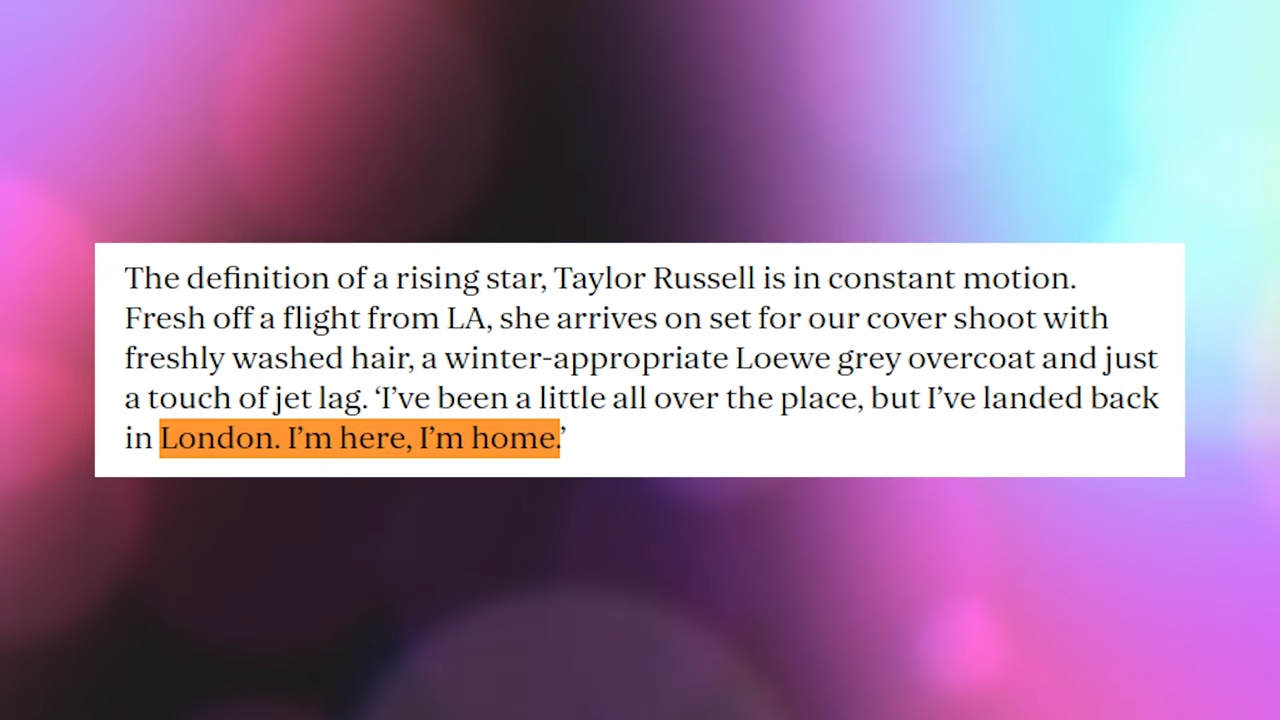 The definition of a rising star, Taylor Russell is in constant motion.
Fresh off a flight from LA, she arrives on set for our cover shoot with
freshly washed hair, a winter-appropriate Loewe grey overcoat and just
a touch of jet lag. ‘I’ve been a little all over the place, but I’ve landed back
in London. I’m here, I’m home.’